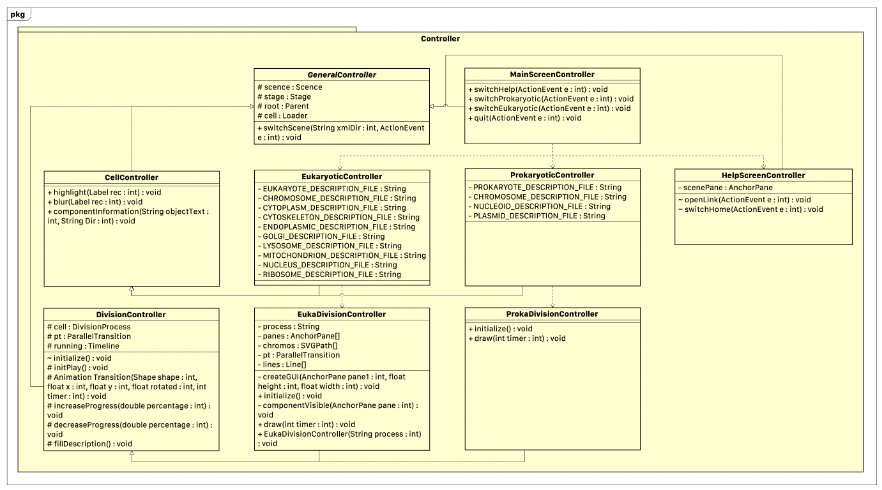 pkg
Controller
GeneralController
# scence : Scence
# stage : Stage
# root : Parent
# cell : Loader
+ switchScene(String xmlDir : int, ActionEvent
e : int) : void
MainScreenController
+ switchHelp(ActionEvent e : int) : void
+ switchProkaryotic(ActionEvent e : int) : void
+ switchEukaryotic(ActionEvent e : int) : void
+ quit(ActionEvent e : int) : void
CellController
+ highlight(Label rec : int) : void
+ blur(Label rec : int) : void
+ componentInformation(String objectText :
int, String Dir : int) : void
EukaryoticController
- EUKARYOTE_DESCRIPTION_FILE : String
- CHROMOSOME_DESCRIPTION_FILE : String
- CYTOPLASM_DESCRIPTION_FILE : String
- CYTOSKELETON_DESCRIPTION_FILE : String
- ENDOPLASMIC_DESCRIPTION_FILE : String
- GOLGI_DESCRIPTION_FILE : String
- LYSOSOME_DESCRIPTION_FILE : String
- MITOCHONDRION_DESCRIPTION_FILE : String
- NUCLEUS_DESCRIPTION_FILE : String
- RIBOSOME_DESCRIPTION_FILE : String
ProkaryoticController
- PROKARYOTE_DESCRIPTION_FILE : String
- CHROMOSOME_DESCRIPTION_FILE : String
- NUCLEOID_DESCRIPTION_FILE : String
- PLASMID_DESCRIPTION_FILE : String
HelpScreenController
- scenePane : AnchorPane
~ openLink(ActionEvent e : int) : void
~ switchHome(ActionEvent e : int) : void
DivisionController
# cell : DivisionProcess
# pt : ParallelTransition
# running : Timeline
~ initialize() : void
# initPlay() : void
# Animation Transition(Shape shape : int,
float x : int, float y : int, float rotated : int, int
timer : int) : void
# increaseProgress(double percentage : int) :
void
# decreaseProgress(double percentage : int) :
void
# fillDescription() : void
EukaDivisionController
- process : String
- panes : AnchorPane[]
- chromos : SVGPath[]
- pt : ParallelTransition
- lines : Line[]
- createGUI(AnchorPane pane1 : int, float
height : int, float width : int) : void
+ initialize() : void
- componentVisible(AnchorPane pane : int) :
void
+ draw(int timer : int) : void
+ EukaDivisionController(String process : int)
: void
ProkaDivisionController
+ initialize() : void
+ draw(int timer : int) : void